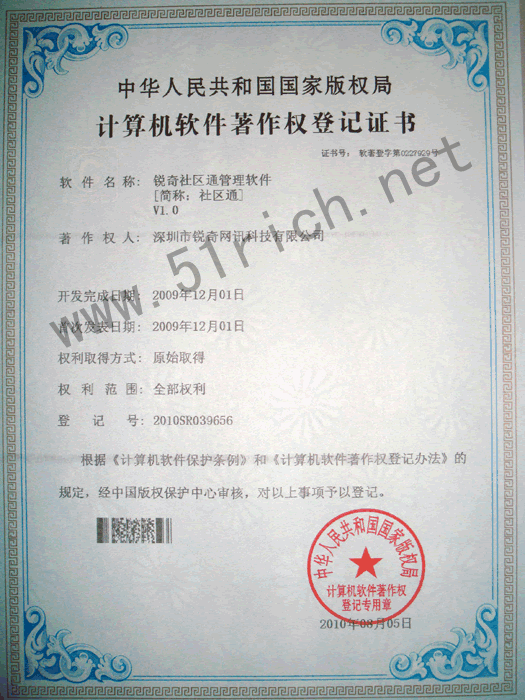 中华人民共和国国家版权局
计算机软件著作权登记证书
证书号： 软著登字第0227929号
软件名称： 锐奇社区通管理软件
[简称：社区通]
V1.0
著作权人： 深圳市锐奇网讯科技有限公司
开发完成日期： 2009年12月01日
首次发表日期： 2009年12月01日
权利取得方式： 原始取得
权利范围： 全部权利
登记号： 2010SR039656
根据《计算机软件保护条例》和《计算机软件著作权登记办法》的
规定，经中国版权保护中心审核，对以上事项予以登记。
中华人民共和国国家版权局
计算机软件著作权
登记专用章
2010年08月05日
www.51rich.net